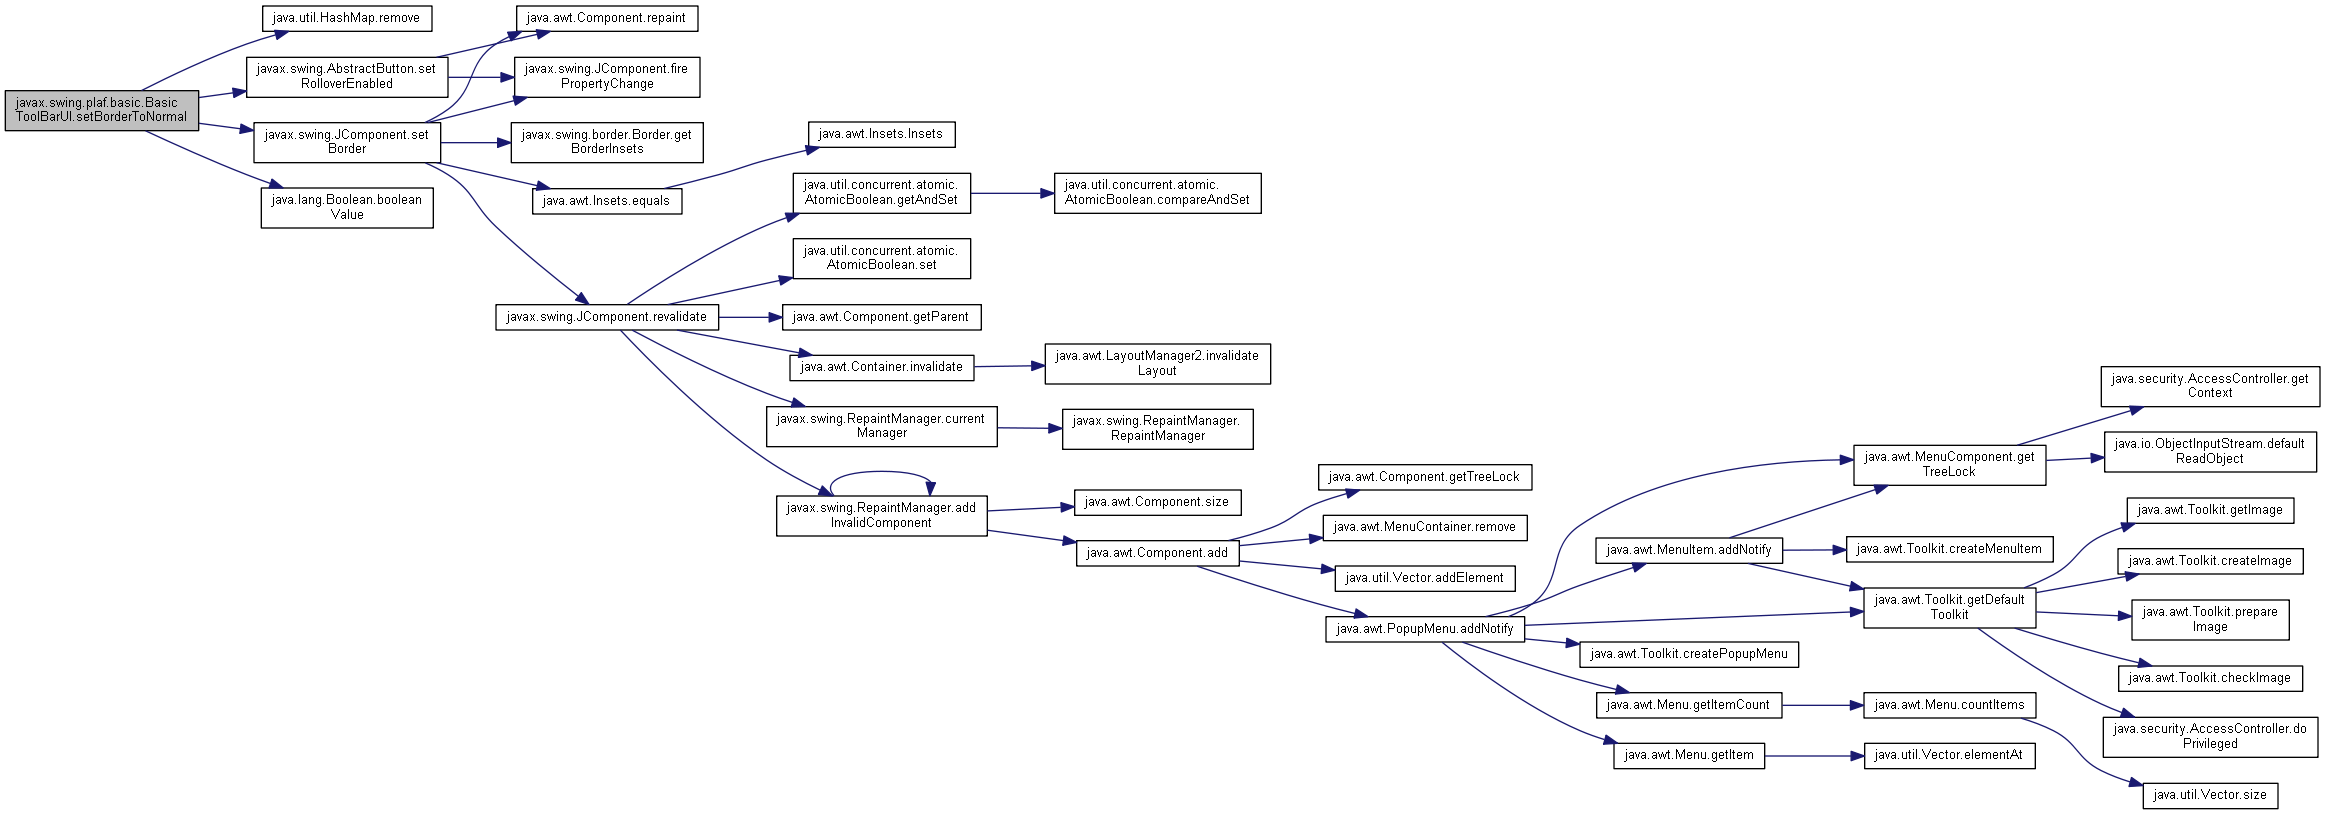 javax.swing.plaf.basic.Basic
ToolBarUI.setBorderToNormal
java.util.HashMap.remove
javax.swing.AbstractButton.set
RolloverEnabled
javax.swing.JComponent.set
Border
java.lang.Boolean.boolean
Value
java.awt.Component.repaint
javax.swing.JComponent.fire
PropertyChange
javax.swing.border.Border.get
BorderInsets
java.awt.Insets.equals
javax.swing.JComponent.revalidate
java.awt.Insets.Insets
java.util.concurrent.atomic.
AtomicBoolean.getAndSet
java.util.concurrent.atomic.
AtomicBoolean.set
java.awt.Component.getParent
java.awt.Container.invalidate
javax.swing.RepaintManager.current
Manager
javax.swing.RepaintManager.add
InvalidComponent
java.util.concurrent.atomic.
AtomicBoolean.compareAndSet
java.awt.LayoutManager2.invalidate
Layout
javax.swing.RepaintManager.
RepaintManager
java.awt.Component.size
java.awt.Component.add
java.awt.Component.getTreeLock
java.awt.MenuContainer.remove
java.util.Vector.addElement
java.awt.PopupMenu.addNotify
java.awt.MenuItem.addNotify
java.awt.Toolkit.createPopupMenu
java.awt.Menu.getItemCount
java.awt.Menu.getItem
java.awt.MenuComponent.get
TreeLock
java.awt.Toolkit.createMenuItem
java.awt.Toolkit.getDefault
Toolkit
java.awt.Menu.countItems
java.util.Vector.elementAt
java.security.AccessController.get
Context
java.io.ObjectInputStream.default
ReadObject
java.awt.Toolkit.getImage
java.awt.Toolkit.createImage
java.awt.Toolkit.prepare
Image
java.awt.Toolkit.checkImage
java.security.AccessController.do
Privileged
java.util.Vector.size